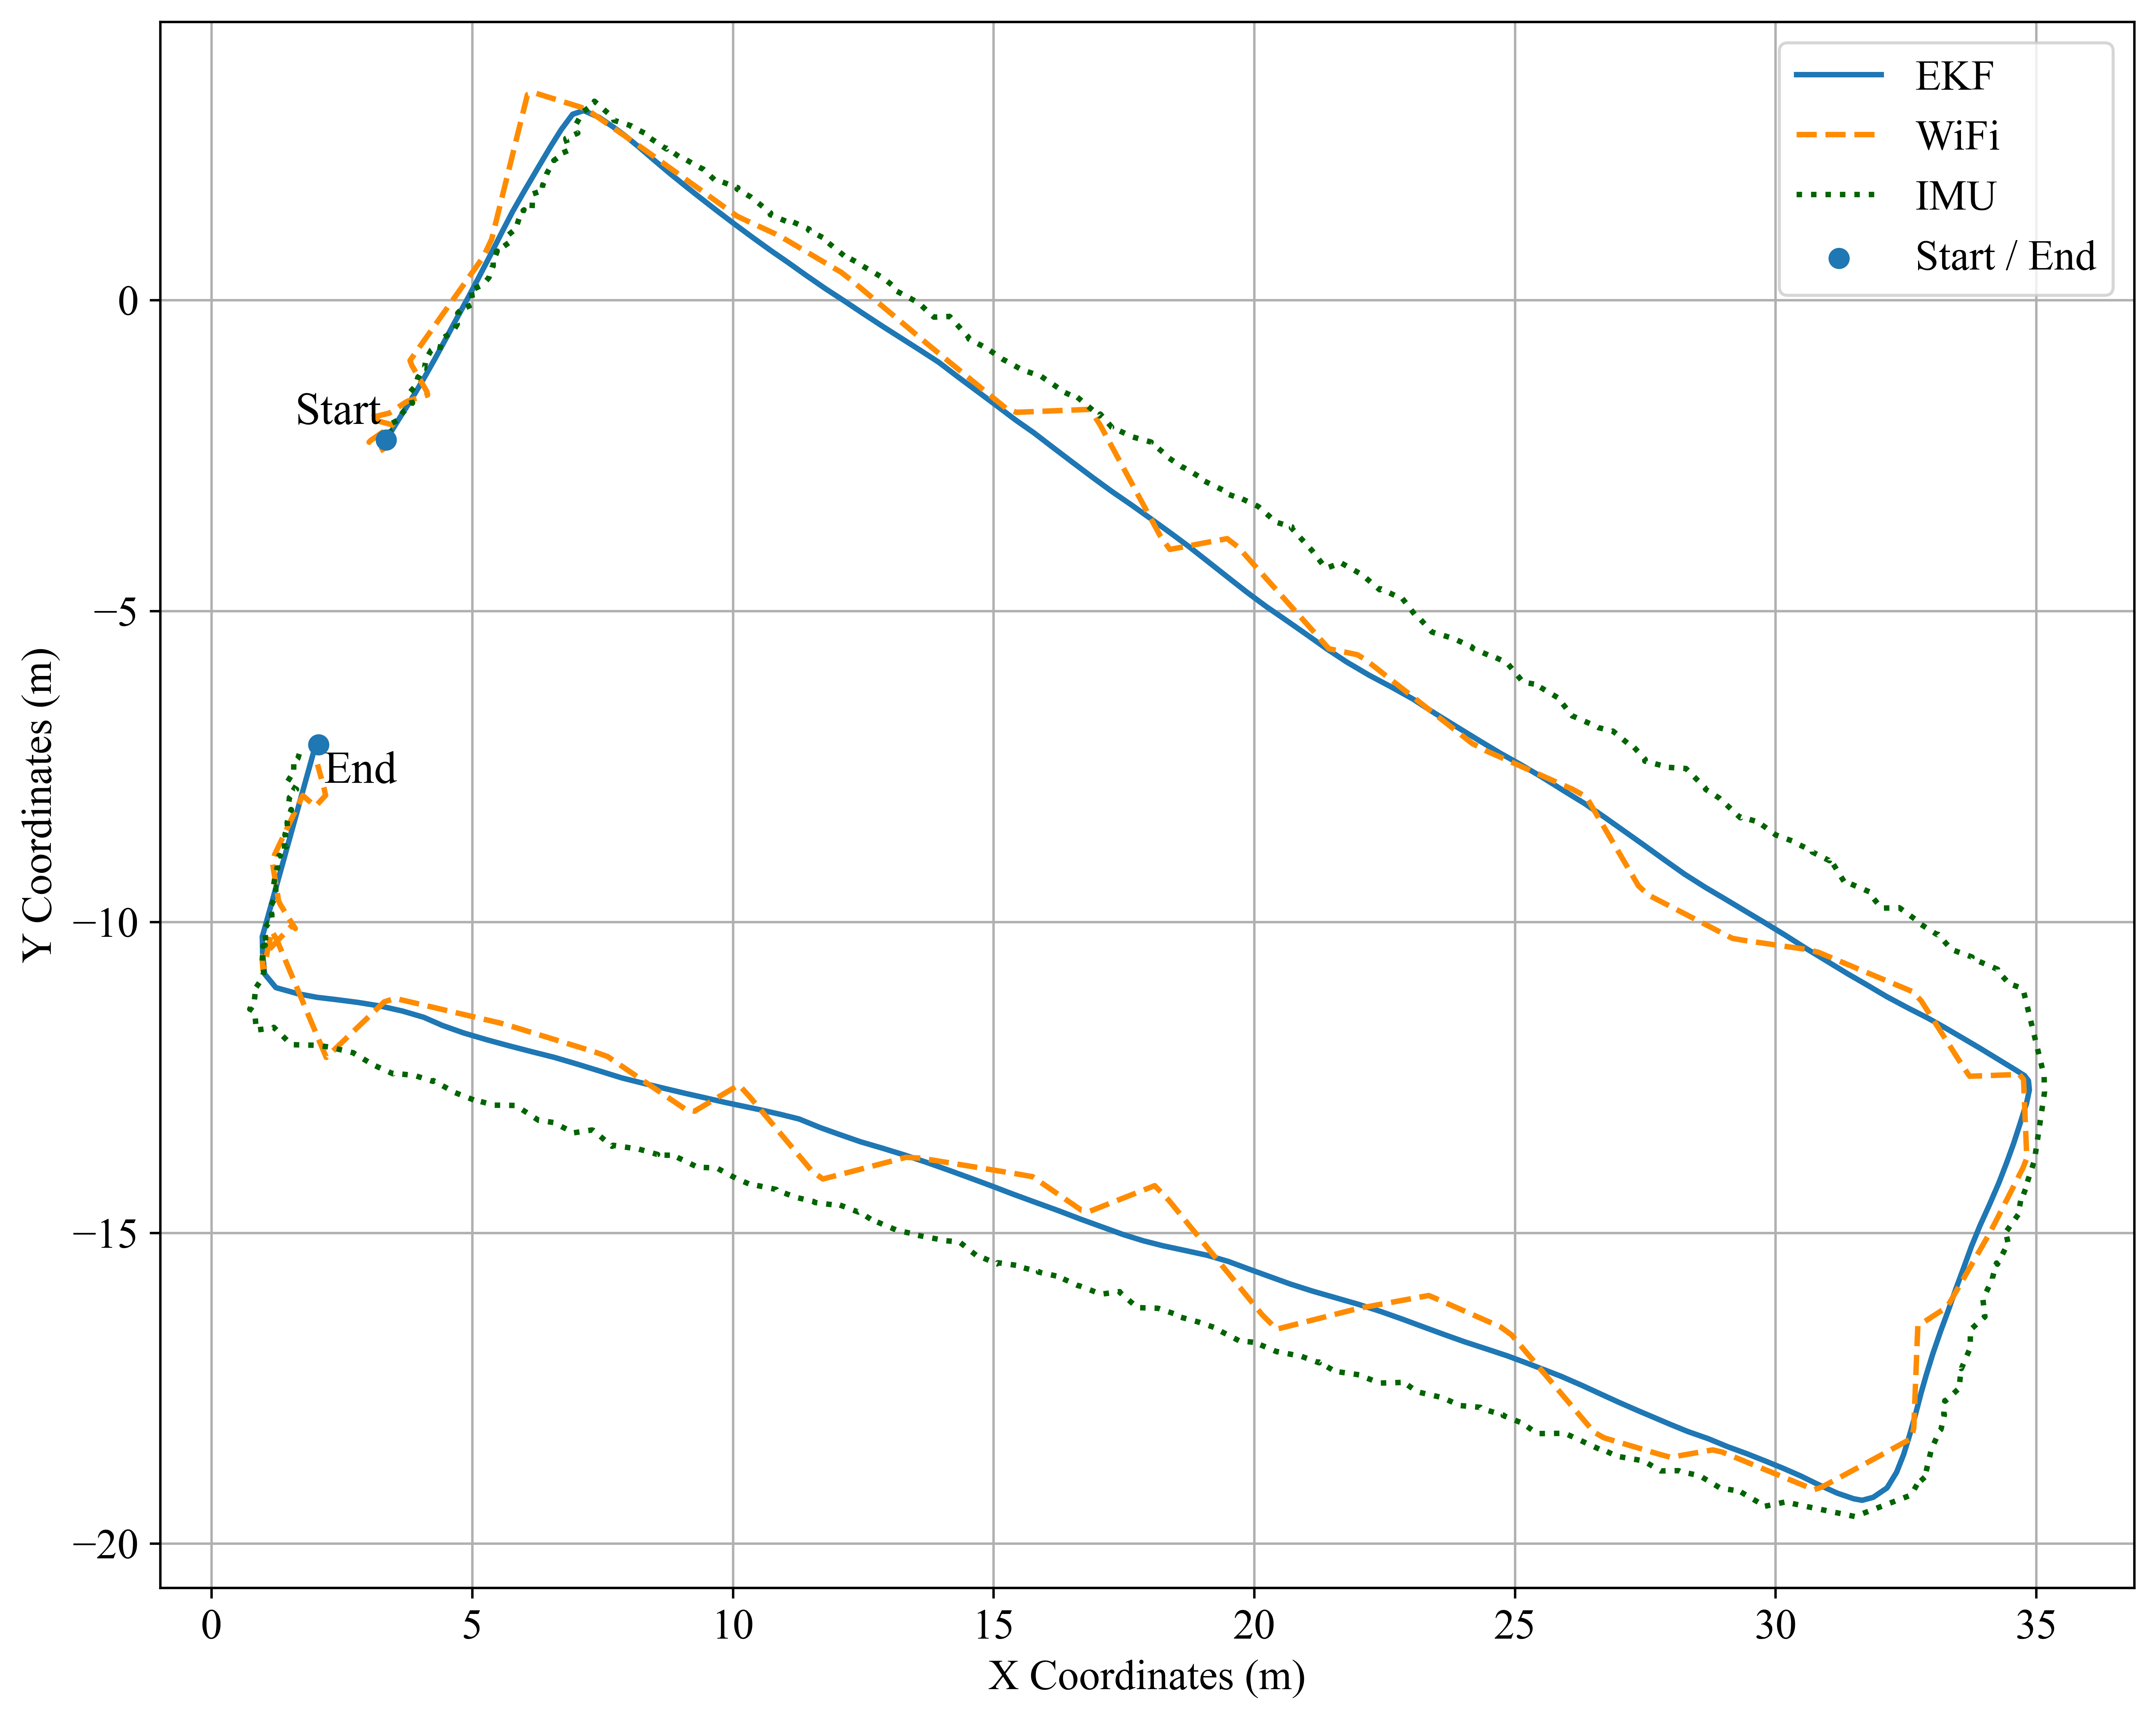 EKF
WiFi
IMU
Start / End
Start
End
Y Coordinates (m)
0
−5
−10
−15
−20
0 5 10 15 20 25 30 35
X Coordinates (m)